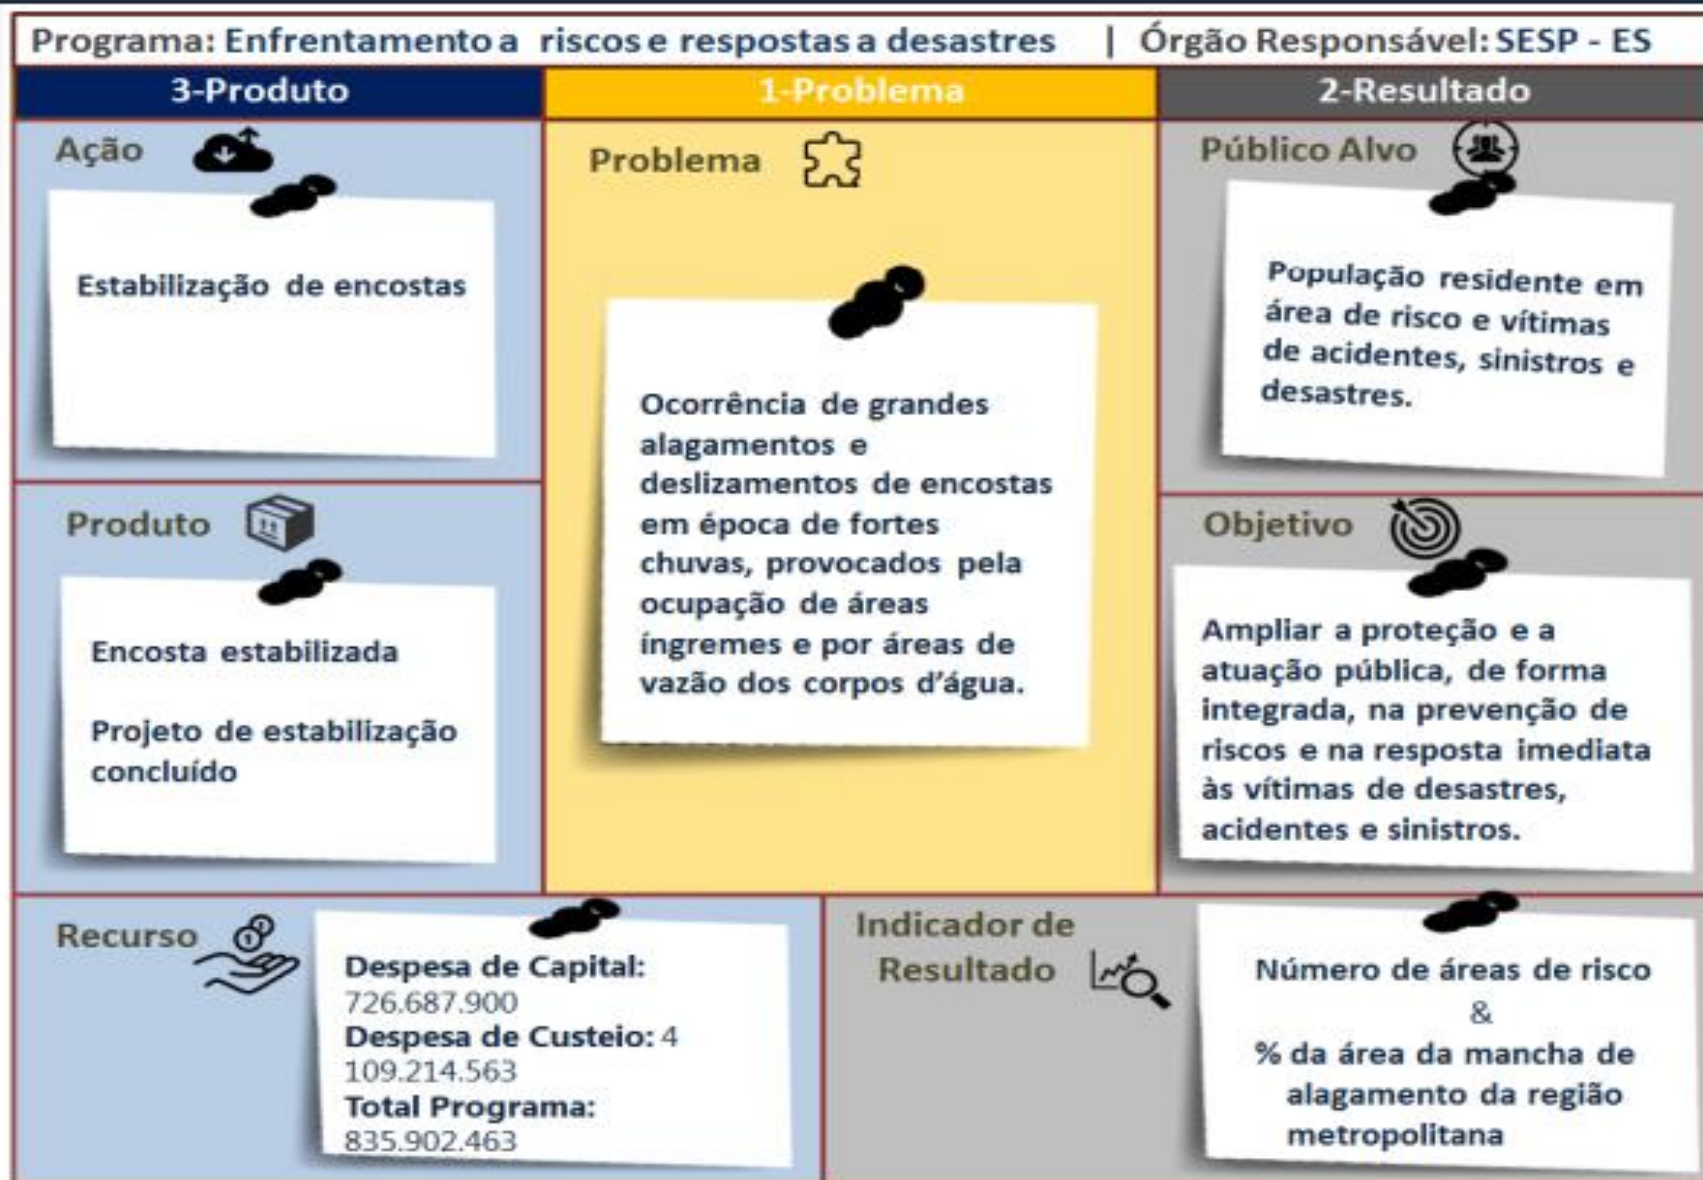 Programa: Enfrentamento a riscos e respostas a desastres | Órgão Responsável: SESP - ES
3-Produto
1-Problema
2-Resultado
Ação
Estabilização de encostas
Produto
Encosta estabilizada
Projeto de estabilização
concluído
Problema
Ocorrência de grandes
alagamentos e
deslizamentos de encostas
em época de fortes
chuvas, provocados pela
ocupação de áreas
íngremes e por áreas de
vazão dos corpos d'água.
Público Alvo
População residente em
área de risco e vítimas
de acidentes, sinistros e
desastres.
Objetivo
Ampliar a proteção e a
atuação pública, de forma
integrada, na prevenção de
riscos e na resposta imediata
às vítimas de desastres,
acidentes e sinistros.
Recurso
Despesa de Capital:
726.687.900
Despesa de Custeio: 4
109.214.563
Total Programa:
835.902.463
Indicador de
Resultado
Número de áreas de risco
&
% da área da mancha de
alagamento da região
metropolitana